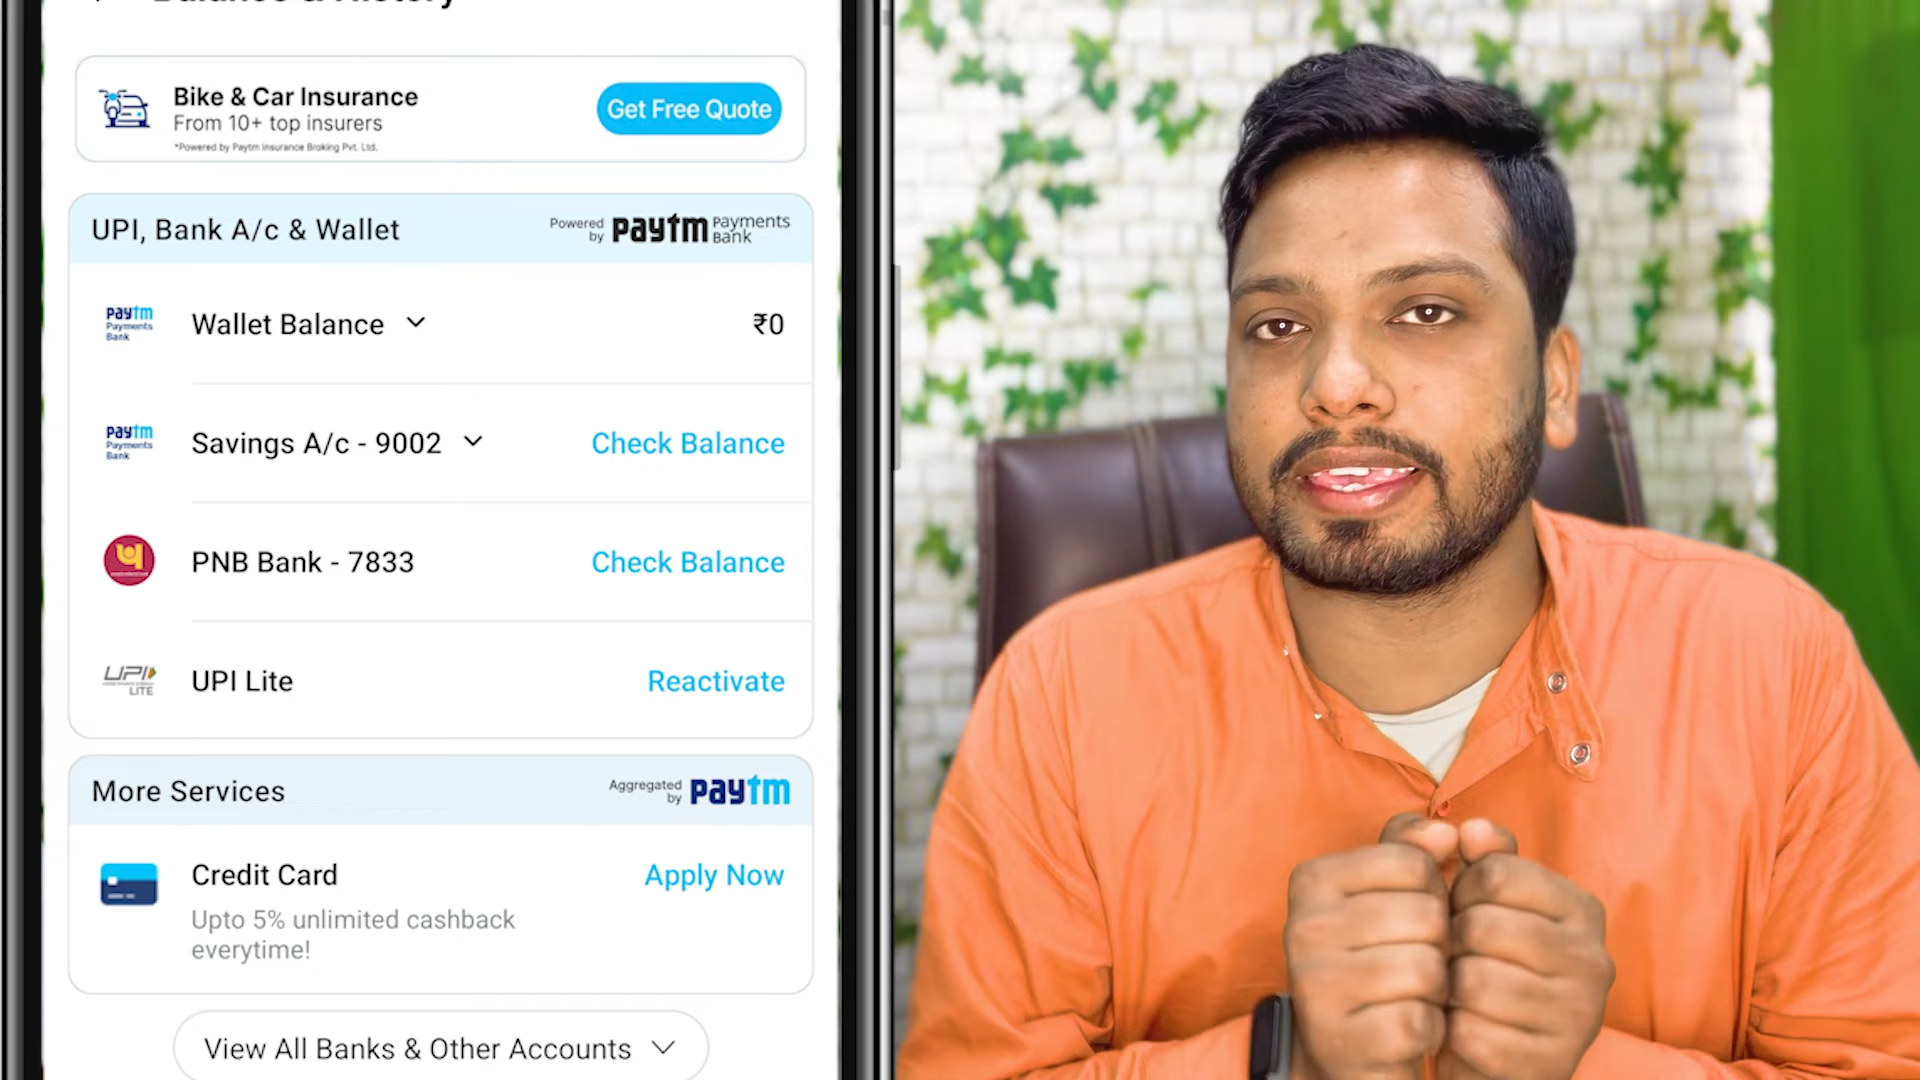 Balance & History
Bike & Car Insurance
From 10+ top insurers
*Powered by Paytm Insurance Broking Pvt. Ltd.
Get Free Quote
UPI, Bank A/c & Wallet
Powered by paytm Payments Bank
paytm Payments Bank
Wallet Balance
₹0
paytm Payments Bank
Savings A/c - 9002
Check Balance
PNB Bank - 7833
Check Balance
UPI LITE
UPI Lite
Reactivate
More Services
Aggregated by paytm
Credit Card
Apply Now
Upto 5% unlimited cashback
everytime!
View All Banks & Other Accounts